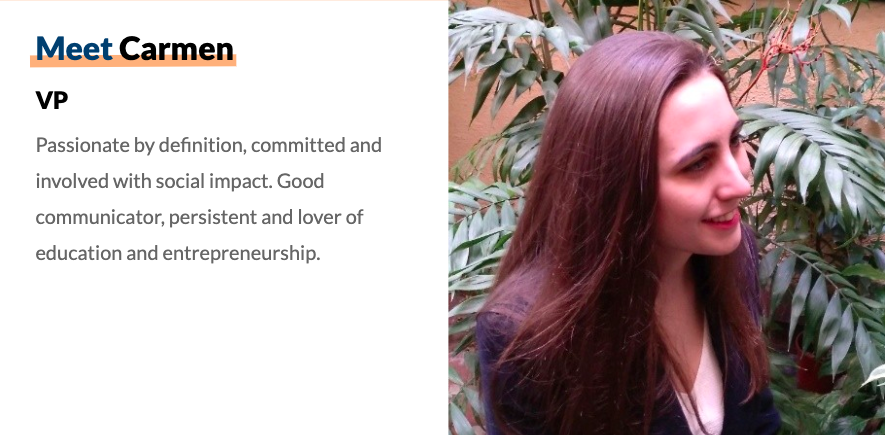 Meet Carmen
VP
Passionate by definition, committed and
involved with social impact. Good
communicator, persistent and lover of
education and entrepreneurship.